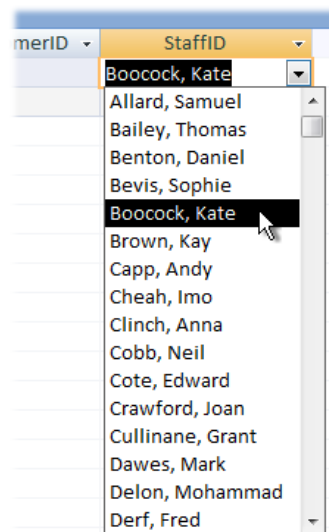 merID StaffID
Boocock, Kate
Allard, Samuel
Bailey, Thomas
Benton, Daniel
Bevis, Sophie
Boocock, Kate
Brown, Kay
Capp, Andy
Cheah, Imo
Clinch, Anna
Cobb, Neil
Cote, Edward
Crawford, Joan
Cullinane, Grant
Dawes, Mark
Delon, Mohammad
Derf, Fred